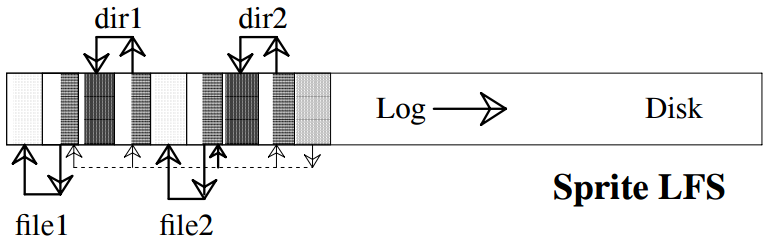 dir1 dir2
Log Disk
Sprite LFS
file1 file2